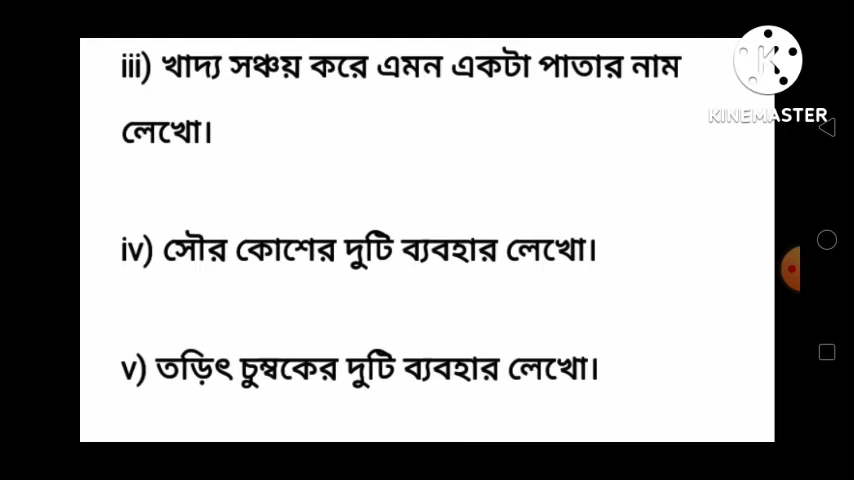 iii) খাদ্য সঞ্চয় করে এমন একটা পাতার নাম
লেখো।
KINEMASTER
iv) সৌর কোশের দুটি ব্যবহার লেখো।
v) তড়িৎ চুম্বকের দুটি ব্যবহার লেখো।